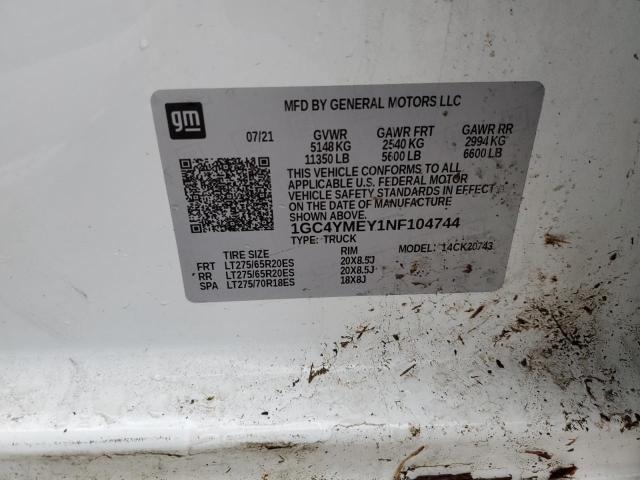 MFD BY GENERAL MOTORS LLC
gm
07/21 GVWR GAWR FRT GAWR RR
5148 KG 2540 KG 2994 KG
11350 LB 5600 LB 6600 LB
THIS VEHICLE CONFORMS TO ALL
APPLICABLE U.S. FEDERAL MOTOR
VEHICLE SAFETY STANDARDS IN EFFECT
ON THE DATE OF MANUFACTURE
SHOWN ABOVE.
1GC4YMEY1NF104744
TYPE: TRUCK MODEL: 14CK20743
TIRE SIZE RIM
FRT LT275/65R20ES 20X8.5J
RR LT275/65R20ES 20X8.5J
SPA LT275/70R18ES 18X8J